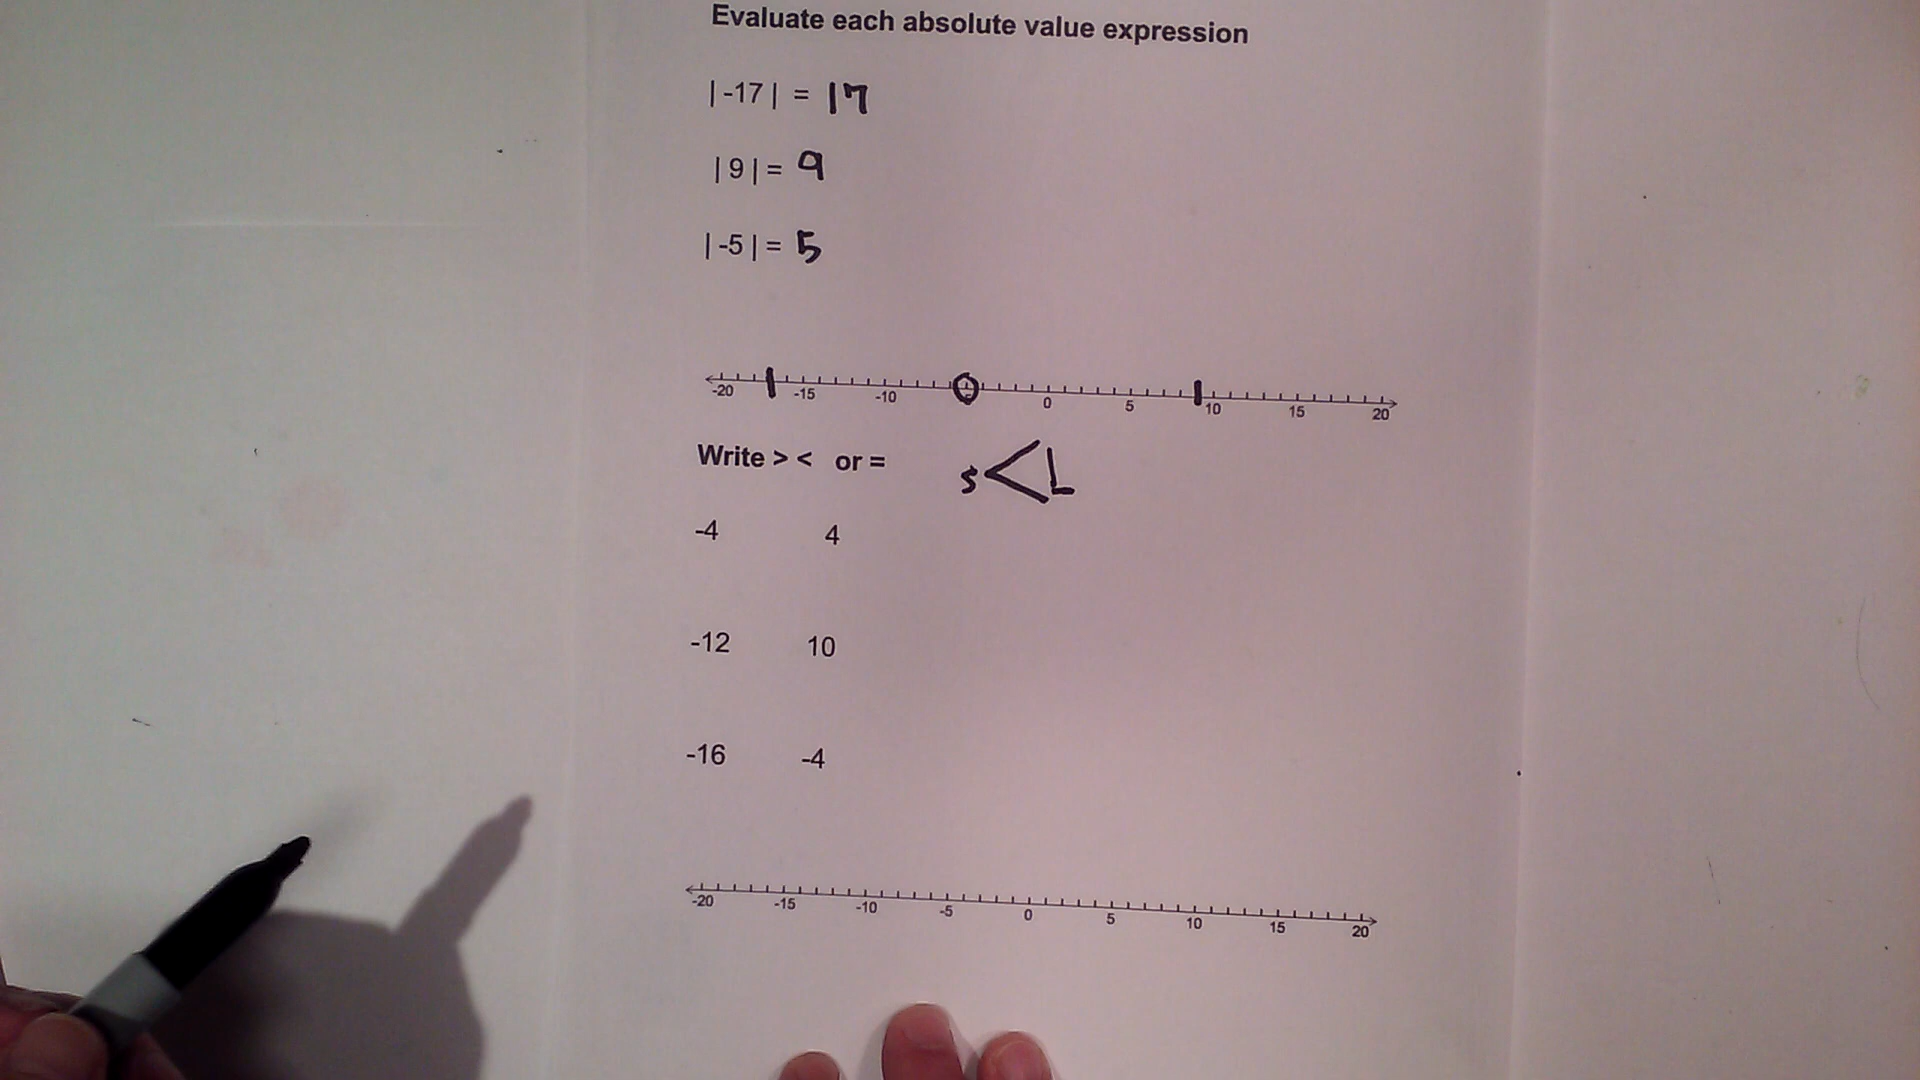 Evaluate each absolute value expression
| -17 | = 17
| 9 | = 9
| -5 | = 5
-20 -15 -10 0 5 10 15 20
Write > < or = s < L
-4 4
-12 10
-16 -4
-20 -15 -10 -5 0 5 10 15 20